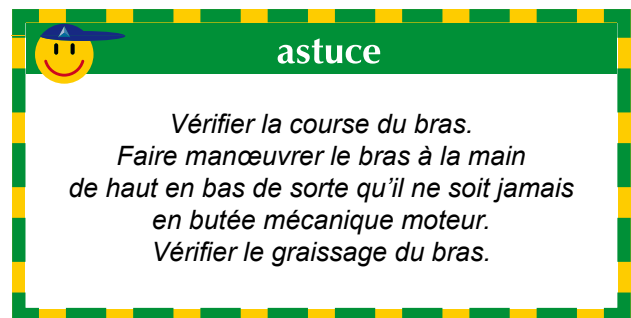 astuce
Vérifier la course du bras.
Faire manœuvrer le bras à la main
de haut en bas de sorte qu'il ne soit jamais
en butée mécanique moteur.
Vérifier le graissage du bras.